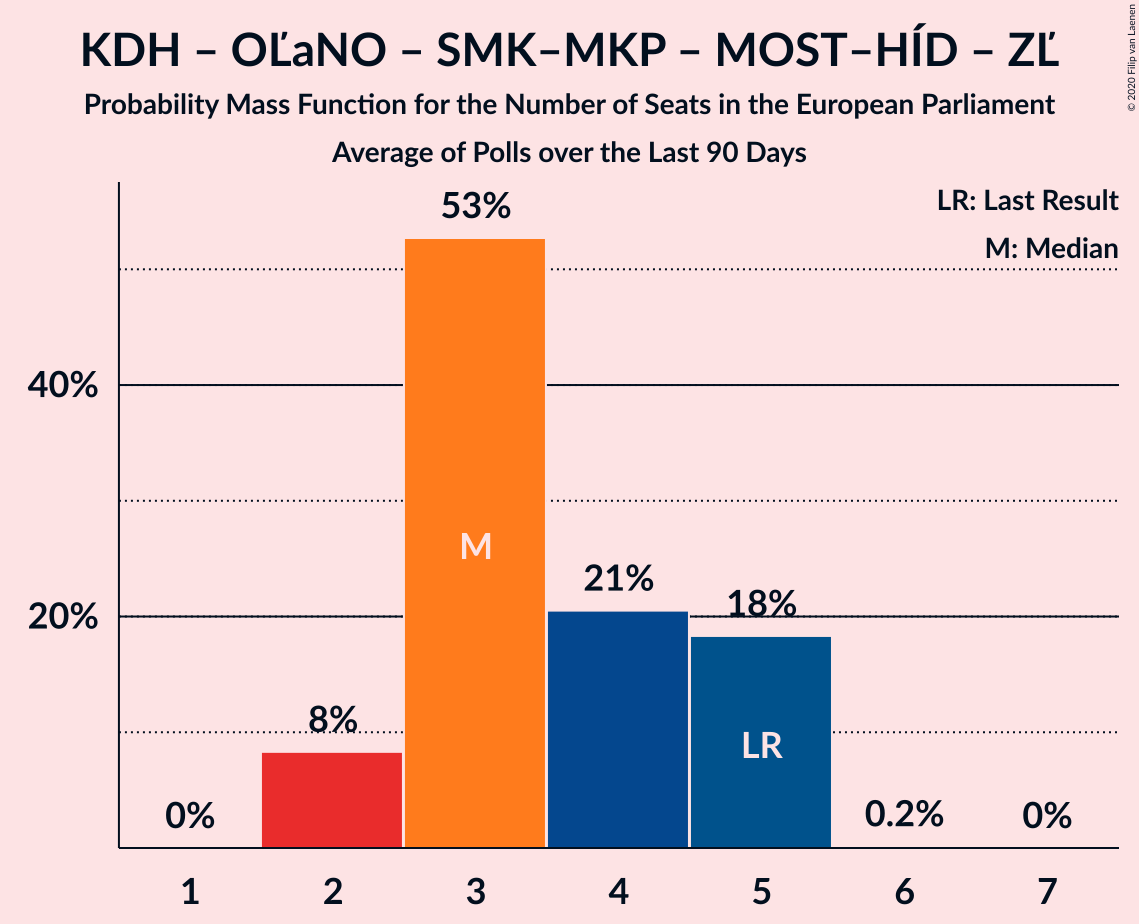 KDH – OĽaNO – SMK–MKP – MOST–HÍD – ZĽ
Probability Mass Function for the Number of Seats in the European Parliament
Average of Polls over the Last 90 Days
© 2020 Filip van Laenen
LR: Last Result
M: Median
53%
40%
M
21%
20%
18%
8%
LR
0%
0.2%
0%
1 2 3 4 5 6 7